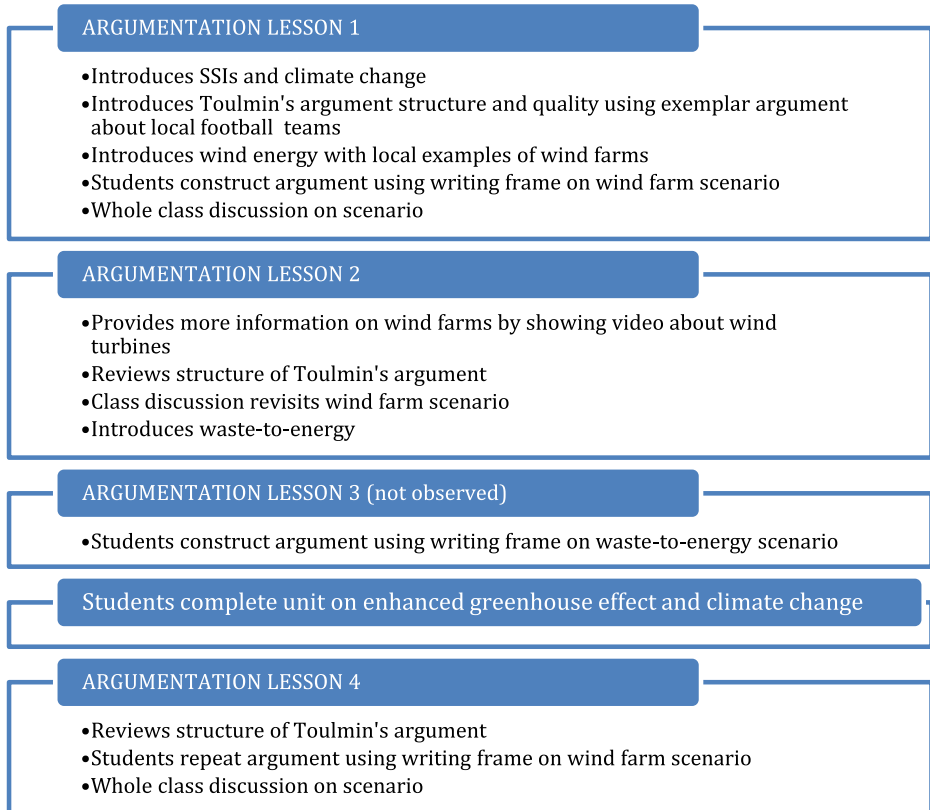 ARGUMENTATION LESSON 1
•Introduces SSIs and climate change
•Introduces Toulmin's argument structure and quality using exemplar argument
about local football teams
•Introduces wind energy with local examples of wind farms
•Students construct argument using writing frame on wind farm scenario
•Whole class discussion on scenario
ARGUMENTATION LESSON 2
•Provides more information on wind farms by showing video about wind
turbines
•Reviews structure of Toulmin's argument
•Class discussion revisits wind farm scenario
•Introduces waste-to-energy
ARGUMENTATION LESSON 3 (not observed)
•Students construct argument using writing frame on waste-to-energy scenario
Students complete unit on enhanced greenhouse effect and climate change
ARGUMENTATION LESSON 4
•Reviews structure of Toulmin's argument
•Students repeat argument using writing frame on wind farm scenario
•Whole class discussion on scenario